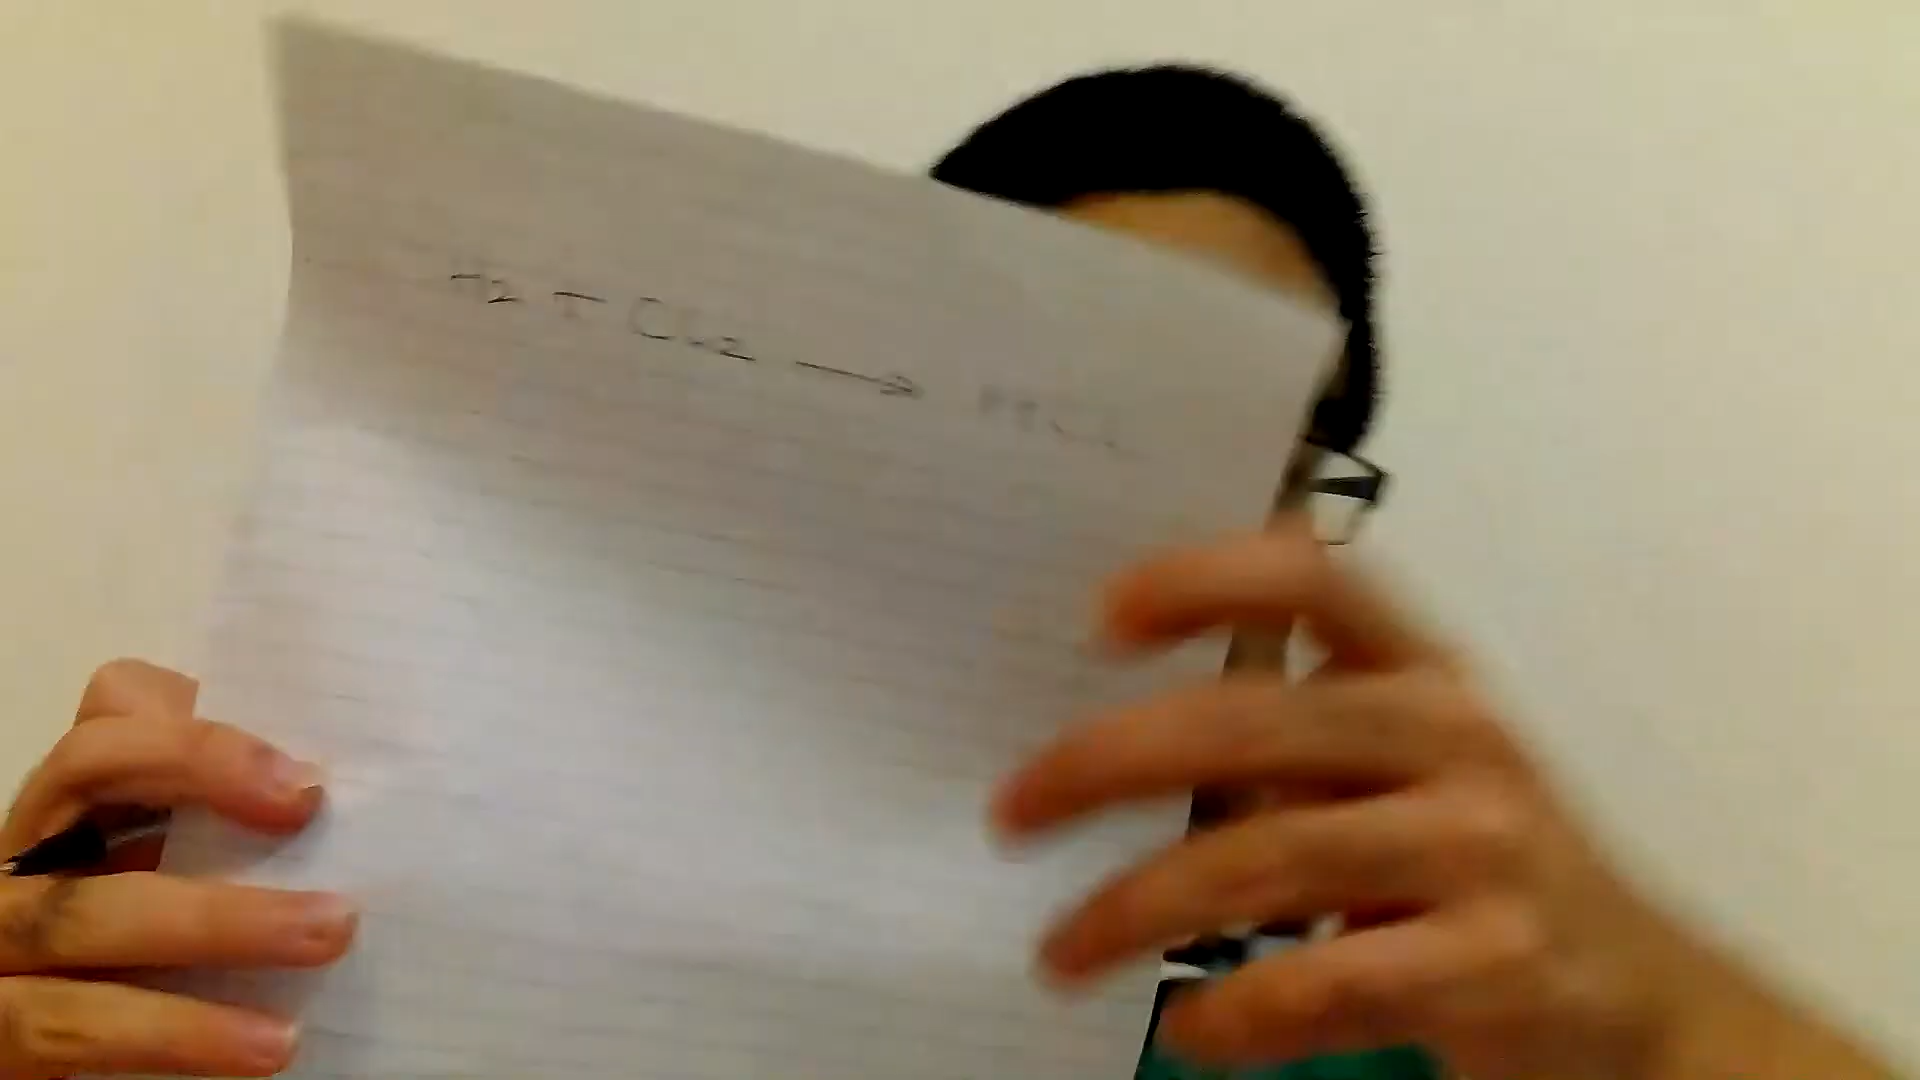 H2 + CL2 → HCL